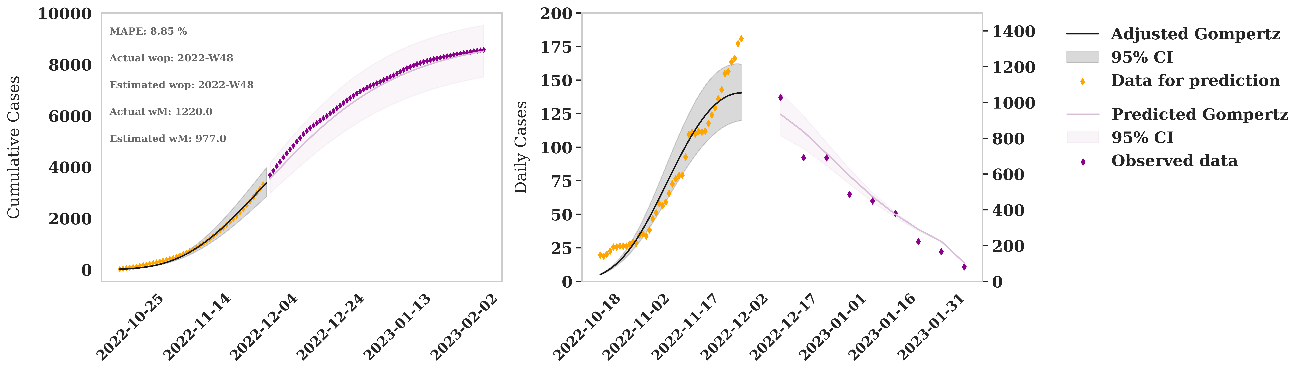 10000
8000
6000
4000
2000
0
Cumulative Cases
MAPE: 8.85 %
Actual wop: 2022-W48
Estimated wop: 2022-W48
Actual wM: 1220.0
Estimated wM: 977.0
2022-10-25
2022-11-14
2022-12-04
2022-12-24
2023-01-13
2023-02-02
200
175
150
125
100
75
50
25
0
Daily Cases
2022-10-18
2022-11-02
2022-11-17
2022-12-02
2022-12-17
2023-01-01
2023-01-16
2023-01-31
1400
1200
1000
800
600
400
200
0
Adjusted Gompertz
95% CI
Data for prediction
Predicted Gompertz
95% CI
Observed data